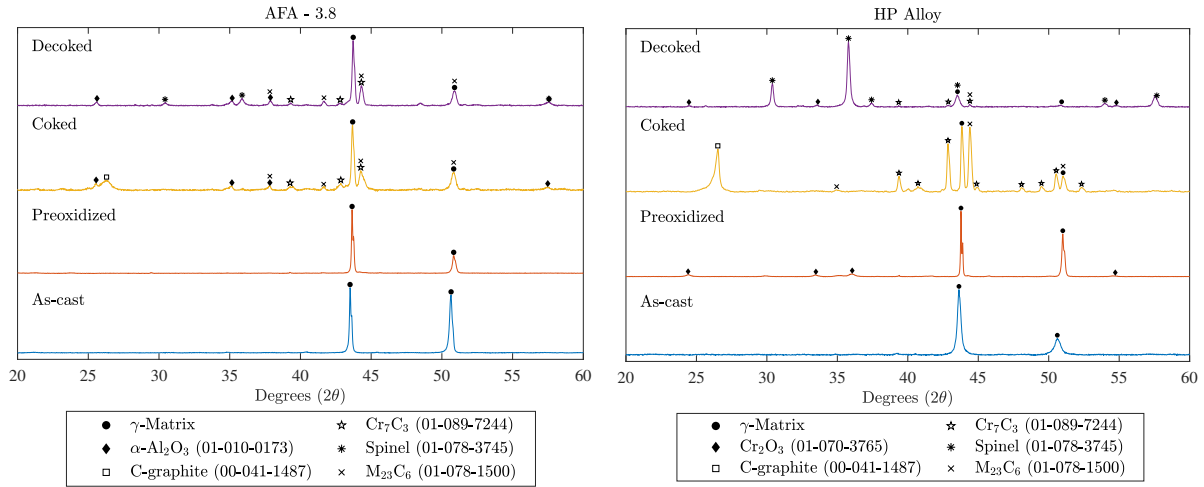 AFA - 3.8
Decoked
Coked
Preoxidized
As-cast
20 25 30 35 40 45 50 55 60
Degrees (2θ)
γ-Matrix
α-Al₂O₃ (01-010-0173)
C-graphite (00-041-1487)
Cr₇C₃ (01-089-7244)
Spinel (01-078-3745)
M₂₃C₆ (01-078-1500)
HP Alloy
Decoked
Coked
Preoxidized
As-cast
20 25 30 35 40 45 50 55 60
Degrees (2θ)
γ-Matrix
Cr₂O₃ (01-070-3765)
C-graphite (00-041-1487)
Cr₇C₃ (01-089-7244)
Spinel (01-078-3745)
M₂₃C₆ (01-078-1500)